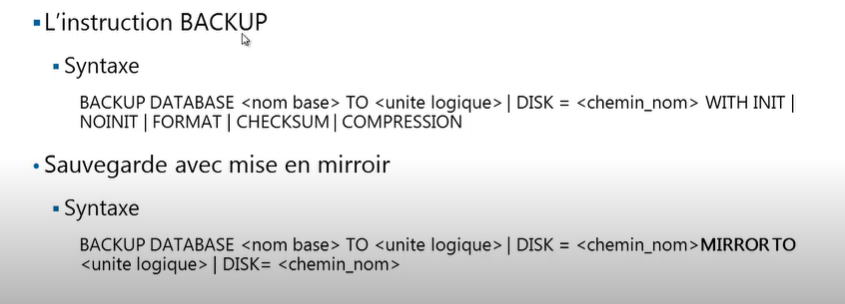 L'instruction BACKUP
Syntaxe
BACKUP DATABASE <nom base> TO <unite logique> | DISK = <chemin_nom> WITH INIT |
NOINIT | FORMAT | CHECKSUM | COMPRESSION
Sauvegarde avec mise en mirroir
Syntaxe
BACKUP DATABASE <nom base> TO <unite logique> | DISK = <chemin_nom>MIRROR TO
<unite logique> | DISK= <chemin_nom>